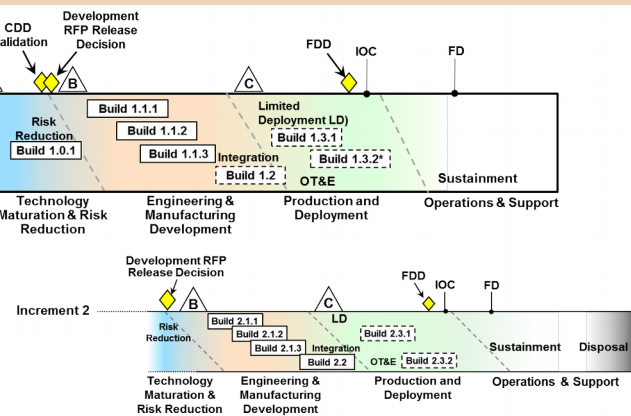 Development
RFP Release
Decision
CDD
alidation
B
C
FDD
IOC
FD
Risk
Reduction
Build 1.0.1
Build 1.1.1
Build 1.1.2
Build 1.1.3
Integration
Build 1.2
Limited
Deployment LD)
Build 1.3.1
Build 1.3.2*
OT&E
Sustainment
Technology
Maturation & Risk
Reduction
Engineering &
Manufacturing
Development
Production and
Deployment
Operations & Support
Development RFP
Release Decision
B
C
FDD
IOC
FD
Increment 2
Risk
Reduction
Build 2.1.1
Build 2.1.2
Build 2.1.3
Integration
Build 2.2
LD
Build 2.3.1
OT&E
Build 2.3.2
Sustainment
Disposal
Technology
Maturation &
Risk Reduction
Engineering &
Manufacturing
Development
Production and
Deployment
Operations & Support